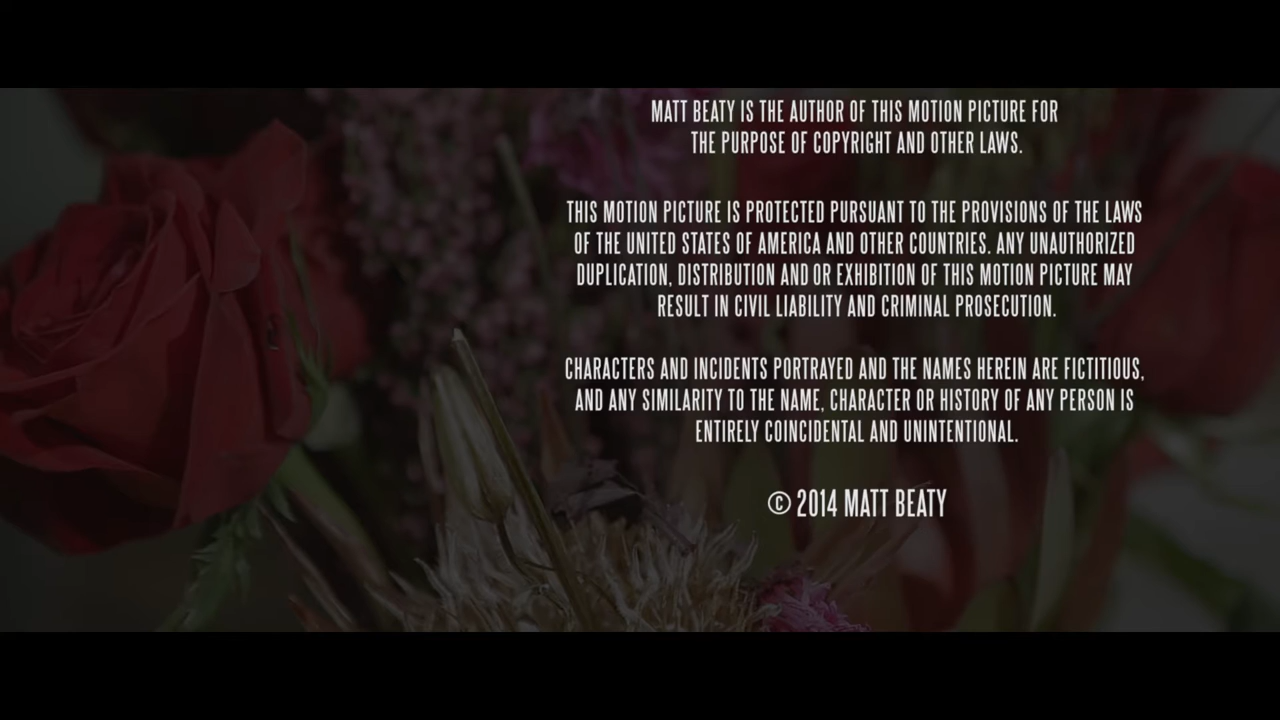 MATT BEATY IS THE AUTHOR OF THIS MOTION PICTURE FOR
THE PURPOSE OF COPYRIGHT AND OTHER LAWS.
THIS MOTION PICTURE IS PROTECTED PURSUANT TO THE PROVISIONS OF THE LAWS
OF THE UNITED STATES OF AMERICA AND OTHER COUNTRIES. ANY UNAUTHORIZED
DUPLICATION, DISTRIBUTION AND OR EXHIBITION OF THIS MOTION PICTURE MAY
RESULT IN CIVIL LIABILITY AND CRIMINAL PROSECUTION.
CHARACTERS AND INCIDENTS PORTRAYED AND THE NAMES HEREIN ARE FICTITIOUS,
AND ANY SIMILARITY TO THE NAME, CHARACTER OR HISTORY OF ANY PERSON IS
ENTIRELY COINCIDENTAL AND UNINTENTIONAL.
© 2014 MATT BEATY